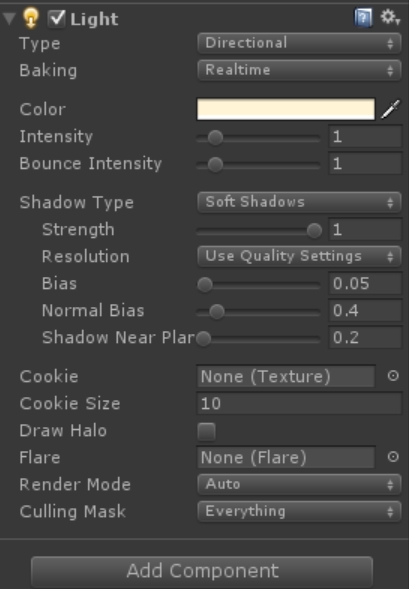 Light
Type Directional
Baking Realtime
Color
Intensity 1
Bounce Intensity 1
Shadow Type Soft Shadows
Strength 1
Resolution Use Quality Settings
Bias 0.05
Normal Bias 0.4
Shadow Near Plan 0.2
Cookie None (Texture)
Cookie Size 10
Draw Halo
Flare None (Flare)
Render Mode Auto
Culling Mask Everything
Add Component